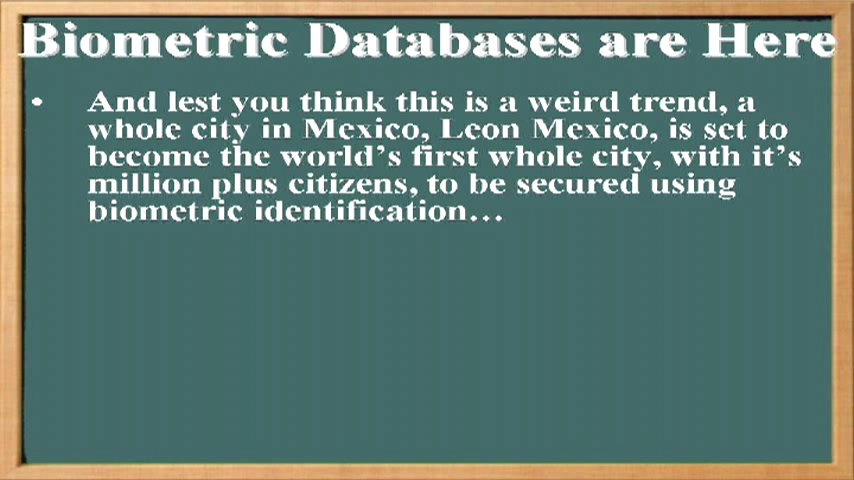 Biometric Databases are Here
• And lest you think this is a weird trend, a
whole city in Mexico, Leon Mexico, is set to
become the world’s first whole city, with it’s
million plus citizens, to be secured using
biometric identification…